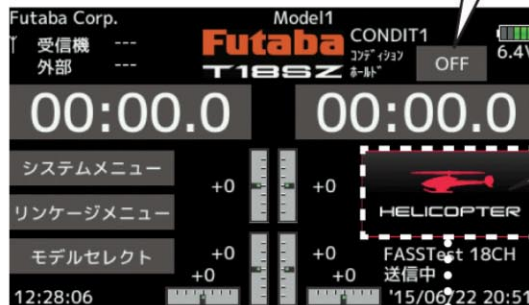 Futaba Corp. Model1
受信機 ---
外部 ---
Futaba
T18SZ
CONDIT1
ｺﾝﾃﾞｨｼｮﾝ
ﾎｰﾙﾄﾞ
OFF
6.4V
00:00.0 00:00.0
システムメニュー
リンケージメニュー
モデルセレクト
+0 +0
+0 +0
+0 +0
HELICOPTER
FASSTest 18CH
送信中
12:28:06
'15/06/22 20:5